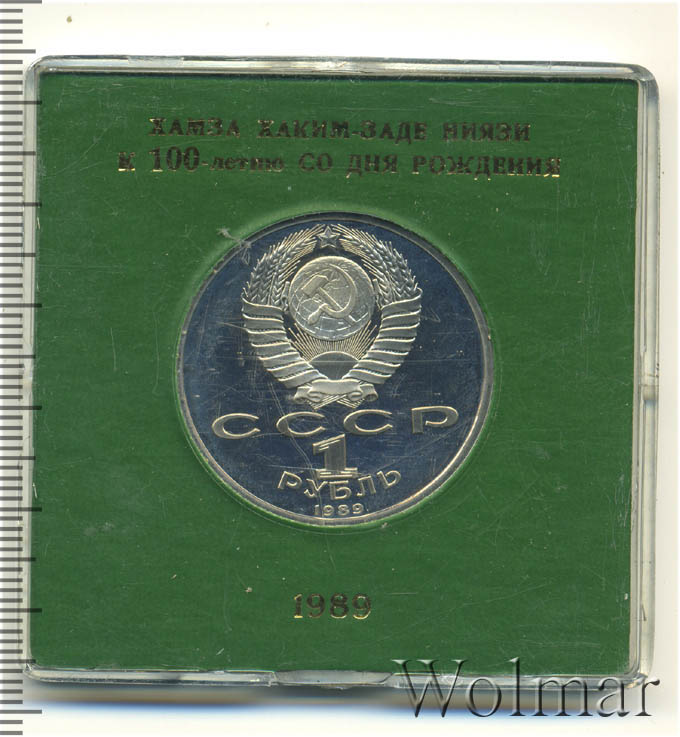 ХАМЗА ХАКИМ-ЗАДЕ НИЯЗИ
К 100-летию СО ДНЯ РОЖДЕНИЯ
СССР
1
РУБЛЬ
1989
1989
Wolmar